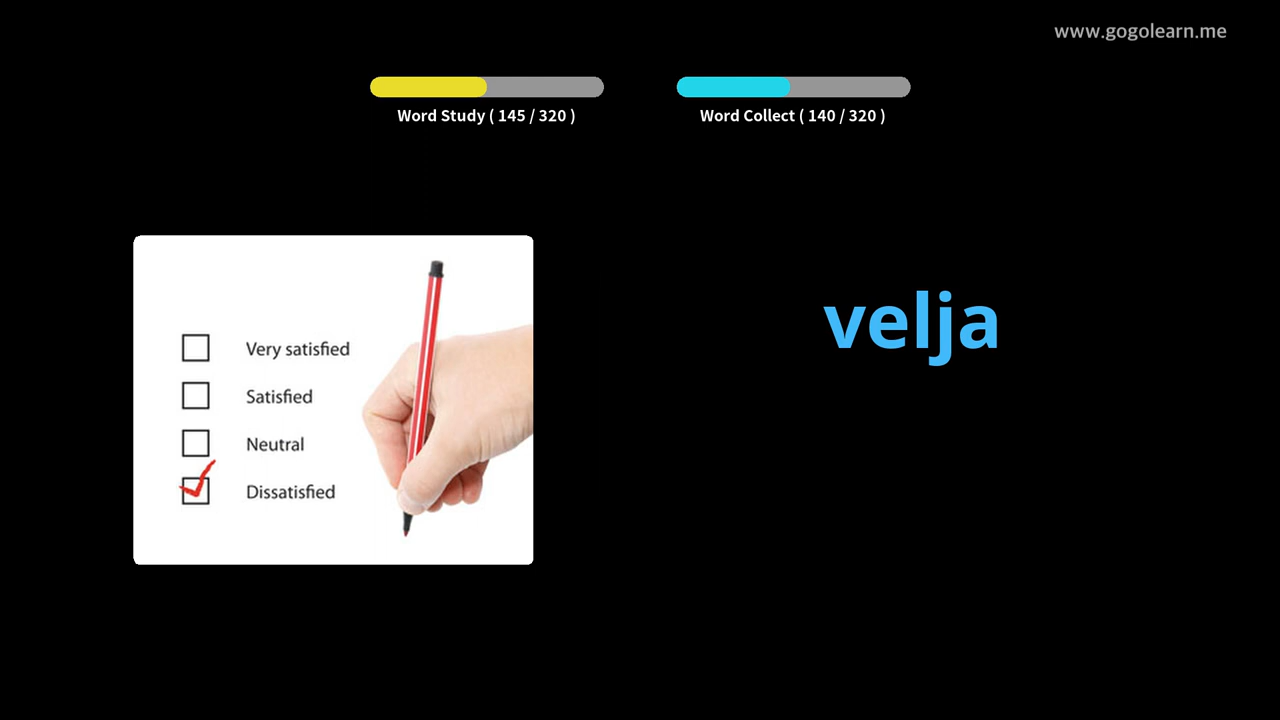 www.gogolearn.me
Word Study ( 145 / 320 )
Word Collect ( 140 / 320 )
Very satisfied
Satisfied
Neutral
Dissatisfied
velja